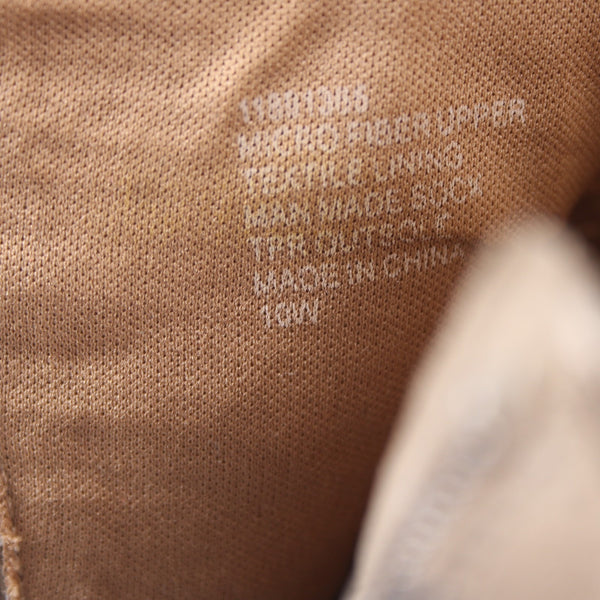 MICRO FIBER UPPER
TEXTILE LINING
MAN MADE SOCK
TPR OUTSOLE
MADE IN CHINA
10W